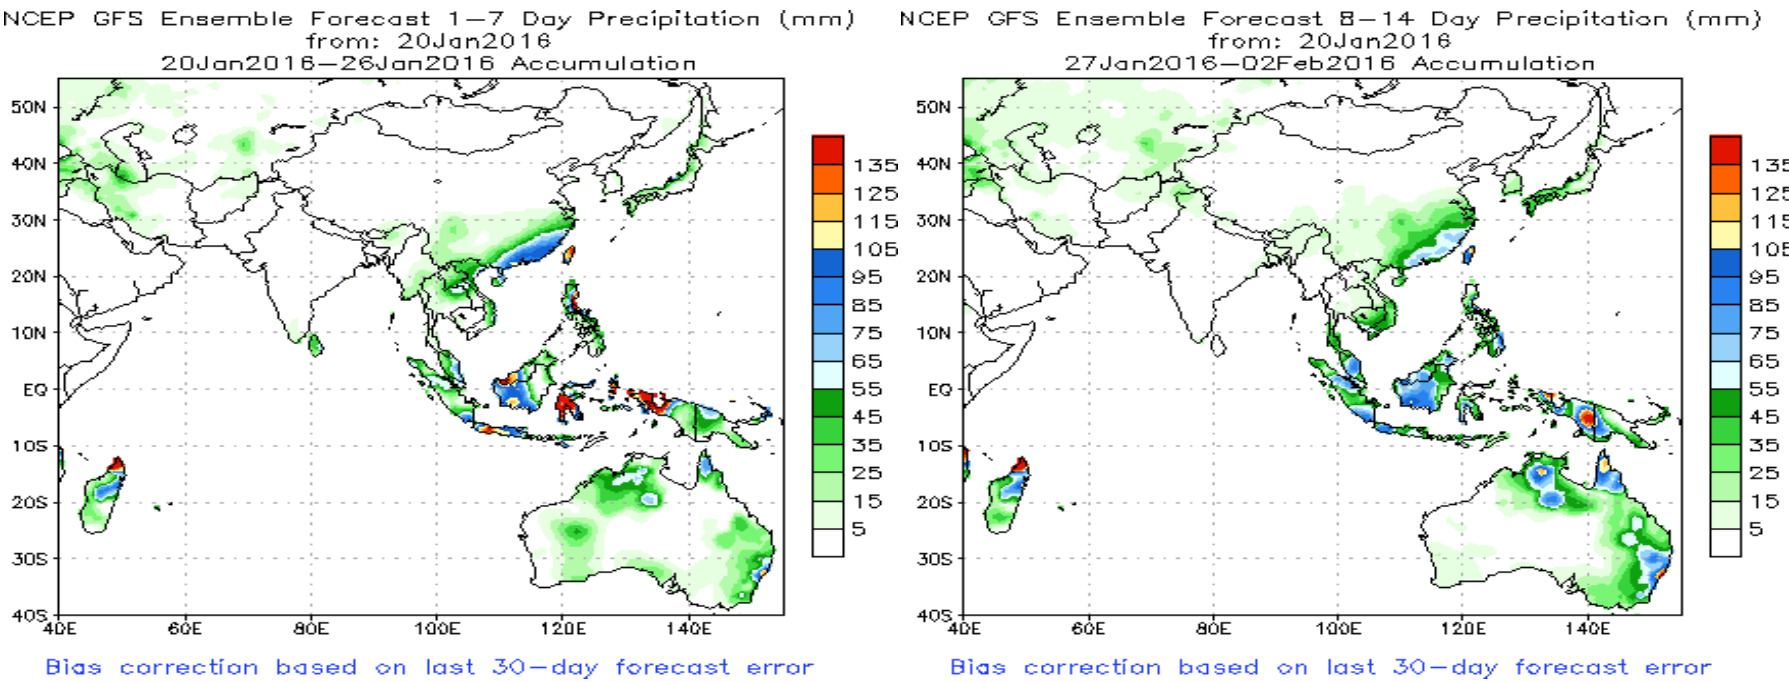 NCEP GFS Ensemble Forecast 1-7 Day Precipitation (mm)
from: 20Jan2016
20Jan2016-26Jan2016 Accumulation
50N
40N
30N
20N
10N
EQ
10S
20S
30S
40S
40E
60E
80E
100E
120E
140E
135
125
115
105
95
85
75
65
55
45
35
25
15
5
Bias correction based on last 30-day forecast error
NCEP GFS Ensemble Forecast 8-14 Day Precipitation (mm)
from: 20Jan2016
27Jan2016-02Feb2016 Accumulation
50N
40N
30N
20N
10N
EQ
10S
20S
30S
40S
40E
60E
80E
100E
120E
140E
135
125
115
105
95
85
75
65
55
45
35
25
15
5
Bias correction based on last 30-day forecast error